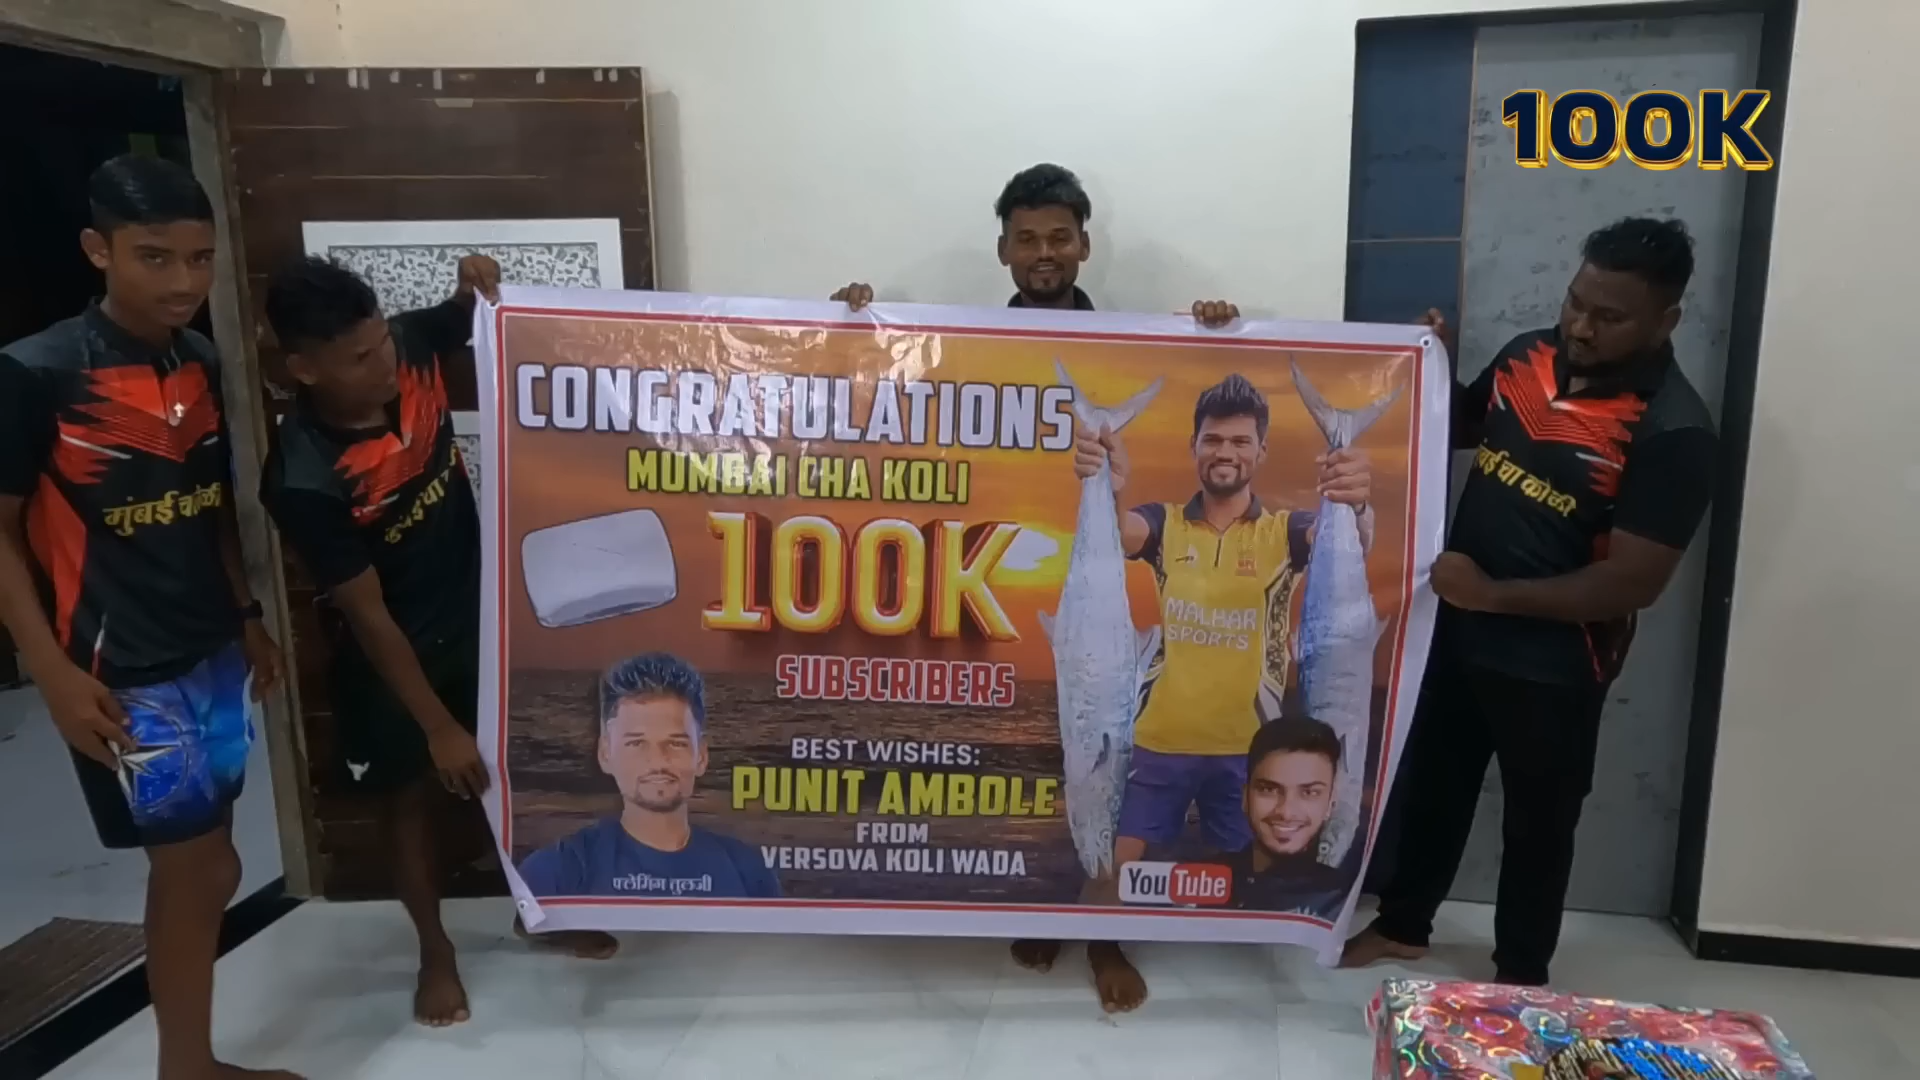 100K
CONGRATULATIONS
MUMBAI CHA KOLI
100K
SUBSCRIBERS
BEST WISHES:
PUNIT AMBOLE
FROM
VERSOVA KOLI WADA
MALHAR
SPORTS
फ्लेमिंग तुलजी
YouTube
मुंबई चा कोळी
मुंबई चा
मुंबई चा कोळी